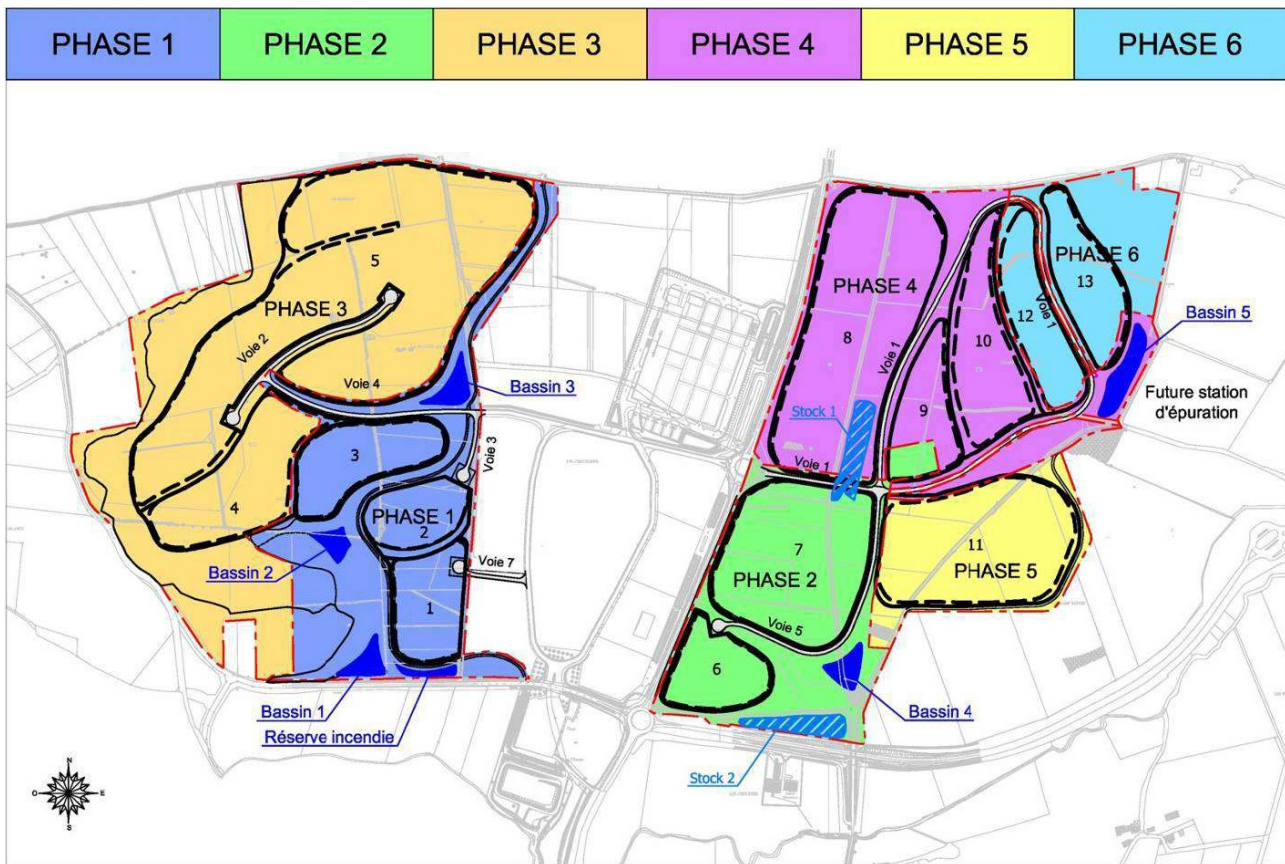 PHASE 1
PHASE 2
PHASE 3
PHASE 4
PHASE 5
PHASE 6
5
PHASE 3
Voie 2
Voie 4
Bassin 3
3
Voie 3
4
PHASE 1
2
Bassin 2
Voie 7
1
Bassin 1
Réserve incendie
PHASE 4
8
Voie 1
Stock 1
9
10
Voie 1
12
Voie 1
PHASE 6
13
Bassin 5
Future station
d'épuration
7
PHASE 2
Voie 5
6
Bassin 4
Stock 2
11
PHASE 5
N
O
E
S